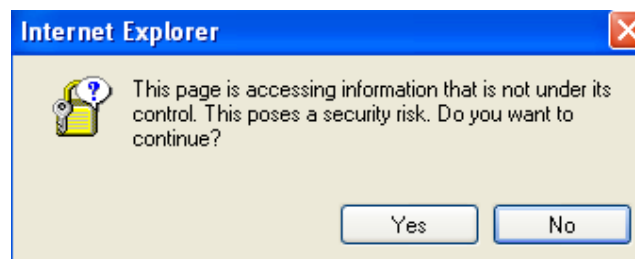 Internet Explorer
This page is accessing information that is not under its
control. This poses a security risk. Do you want to
continue?
Yes
No